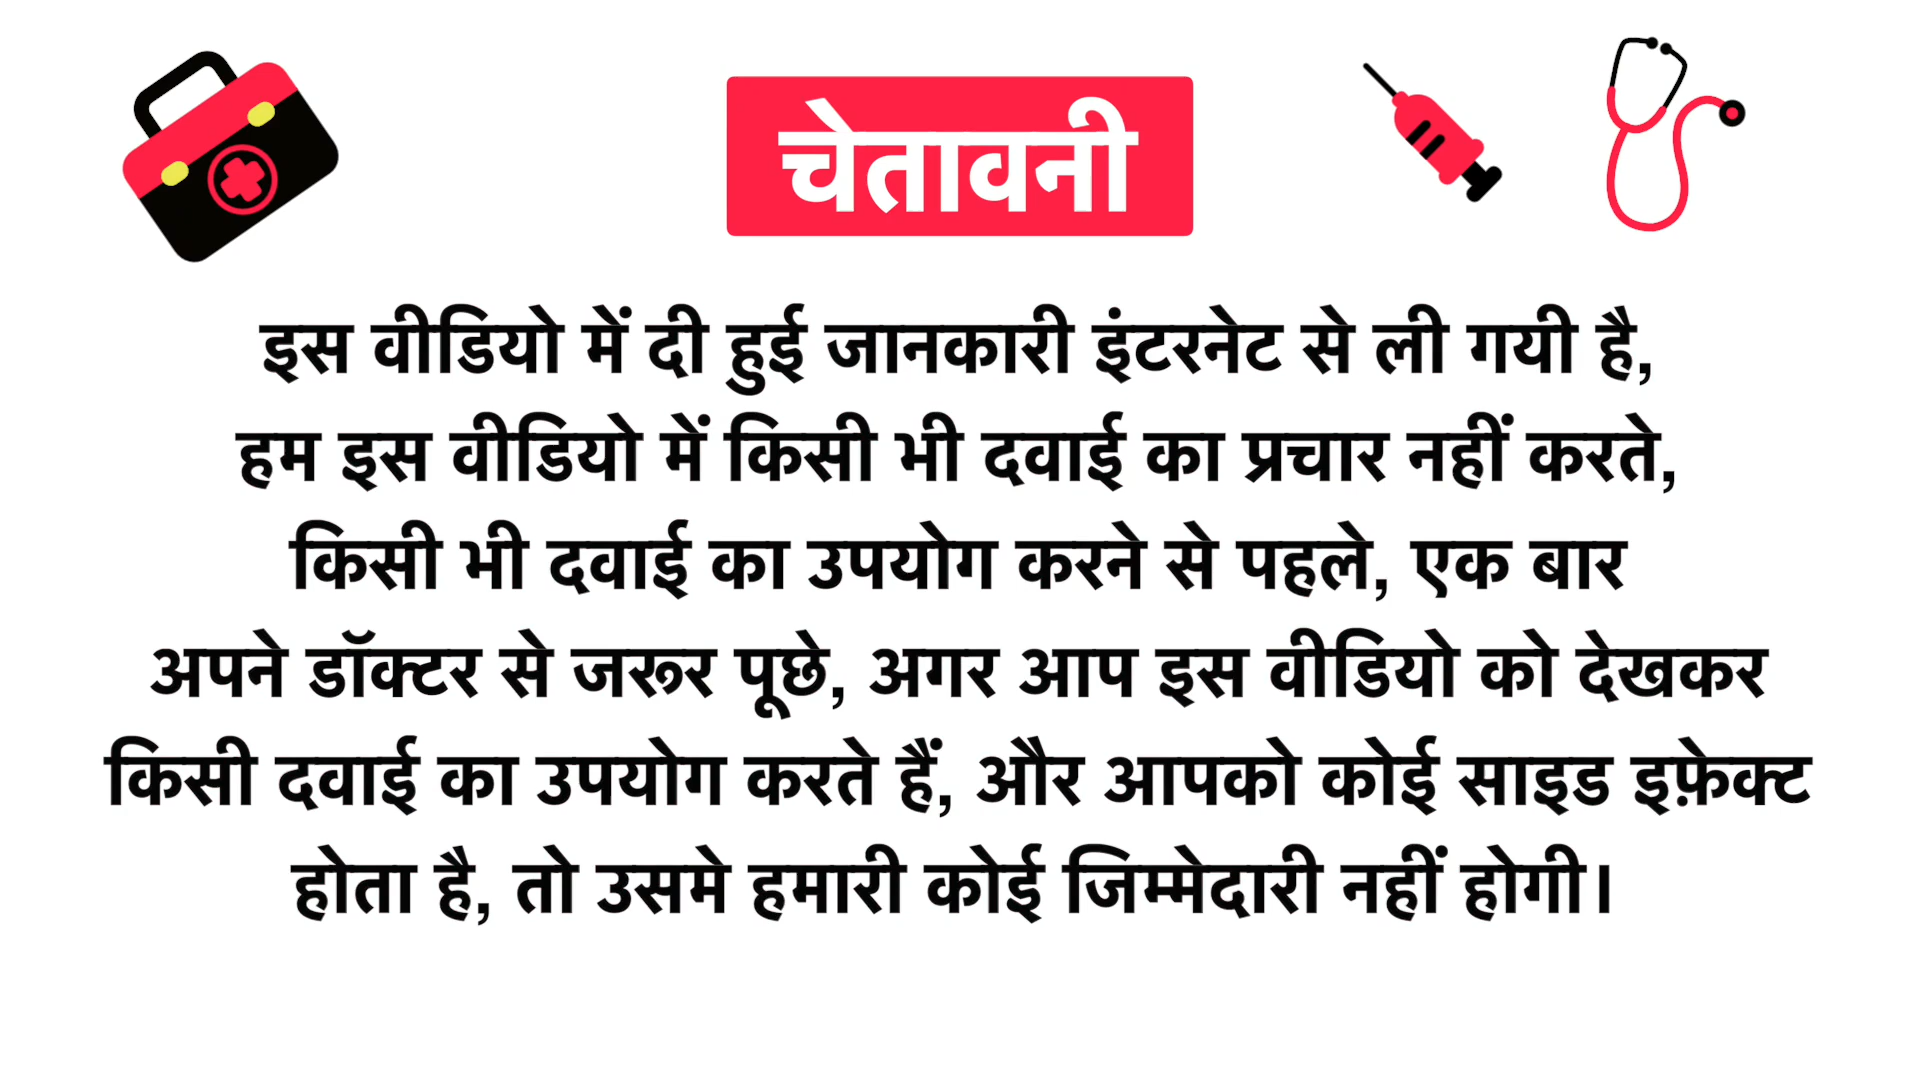 चेतावनी
इस वीडियो में दी हुई जानकारी इंटरनेट से ली गयी है,
हम इस वीडियो में किसी भी दवाई का प्रचार नहीं करते,
किसी भी दवाई का उपयोग करने से पहले, एक बार
अपने डॉक्टर से जरूर पूछे, अगर आप इस वीडियो को देखकर
किसी दवाई का उपयोग करते हैं, और आपको कोई साइड इफ़ेक्ट
होता है, तो उसमे हमारी कोई जिम्मेदारी नहीं होगी।